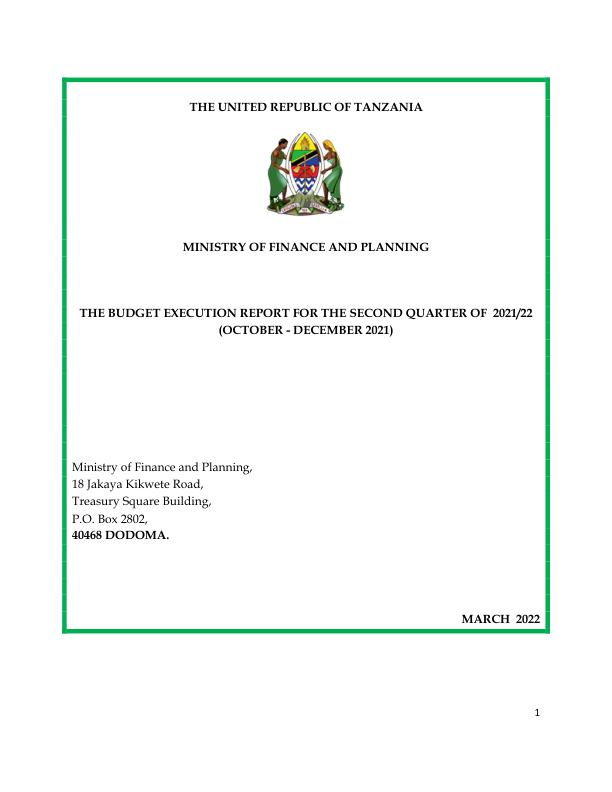 THE UNITED REPUBLIC OF TANZANIA
MINISTRY OF FINANCE AND PLANNING
THE BUDGET EXECUTION REPORT FOR THE SECOND QUARTER OF 2021/22
(OCTOBER - DECEMBER 2021)
Ministry of Finance and Planning,
18 Jakaya Kikwete Road,
Treasury Square Building,
P.O. Box 2802,
40468 DODOMA.
MARCH 2022
1